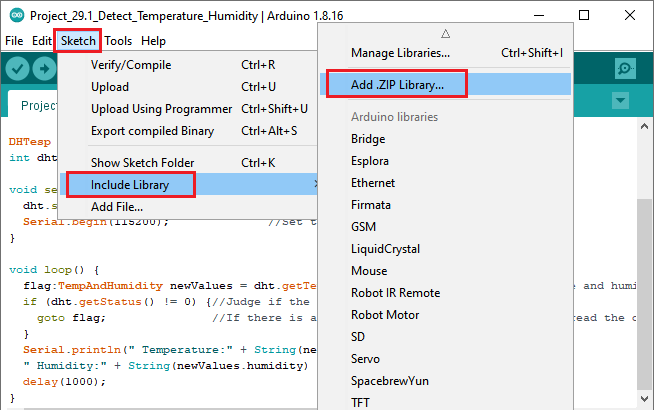 Project_29.1_Detect_Temperature_Humidity | Arduino 1.8.16
File Edit Sketch Tools Help
Verify/Compile Ctrl+R
Upload Ctrl+U
Upload Using Programmer Ctrl+Shift+U
Export compiled Binary Ctrl+Alt+S
Show Sketch Folder Ctrl+K
Include Library
Add File...
Manage Libraries... Ctrl+Shift+I
Add .ZIP Library...
Arduino libraries
Bridge
Esplora
Ethernet
Firmata
GSM
LiquidCrystal
Mouse
Robot IR Remote
Robot Motor
SD
Servo
SpacebrewYun
TFT
Project
DHTesp
int dht
void se
dht.s
Serial.begin(115200); //Set t
}
void loop() {
flag:TempAndHumidity newValues = dht.getTe e and humi
if (dht.getStatus() != 0) {//Judge if the
goto flag; //If there is a read the
}
Serial.println(" Temperature:" + String(ne
" Humidity:" + String(newValues.humidity)
delay(1000);
}